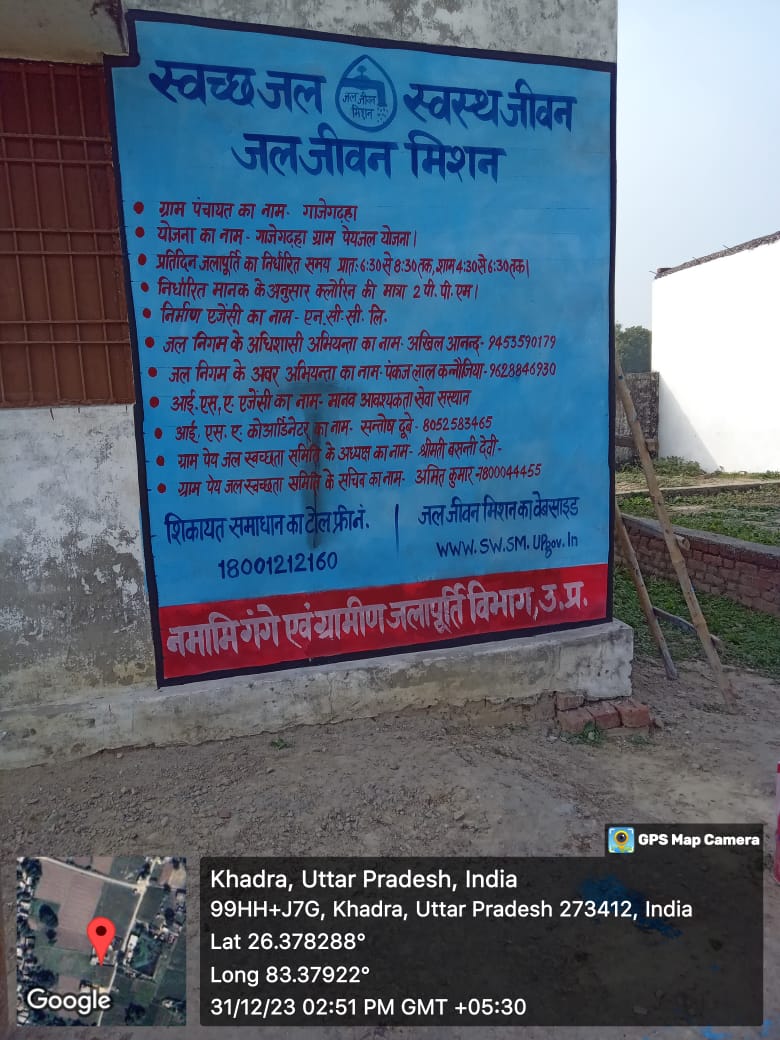 स्वच्छ जल जल जीवन मिशन स्वस्थ जीवन
जल जीवन मिशन
• ग्राम पंचायत का नाम- गाजेगढ़हा
• योजना का नाम- गाजेगढ़हा ग्राम पेयजल योजना।
• प्रतिदिन जलापूर्ति का निर्धारित समय प्रातः 6:30 से 8:30 तक, शाम 4:30 से 6:30 तक।
• निर्धारित मानक के अनुसार क्लोरिन की मात्रा 2 पी. पी. एम।
• निर्माण एजेंसी का नाम- एन. सी. सी. लि.
• जल निगम के अधिशासी अभियन्ता का नाम- अखिल आनन्द- 9453590179
• जल निगम के अवर अभियन्ता का नाम- पंकज लाल कन्नौजिया- 9628846930
• आई. एस. ए. एजेंसी का नाम- मानव आवश्यकता सेवा संस्थान
• आई. एस. ए. कोआर्डिनेटर का नाम- सन्तोष दूबे- 8052583465
• ग्राम पेय जल स्वच्छता समिति के अध्यक्ष का नाम- श्रीमती बसन्ती देवी-
• ग्राम पेय जल स्वच्छता समिति के सचिव का नाम- अमित कुमार-7800044455
शिकायत समाधान का टोल फ्री नं.
18001212160
जल जीवन मिशन का वेबसाइड
WWW.SWSM.UPgov.In
नमामि गंगे एवं ग्रामीण जलापूर्ति विभाग, उ.प्र.
GPS Map Camera
Google
Khadra, Uttar Pradesh, India
99HH+J7G, Khadra, Uttar Pradesh 273412, India
Lat 26.378288°
Long 83.37922°
31/12/23 02:51 PM GMT +05:30